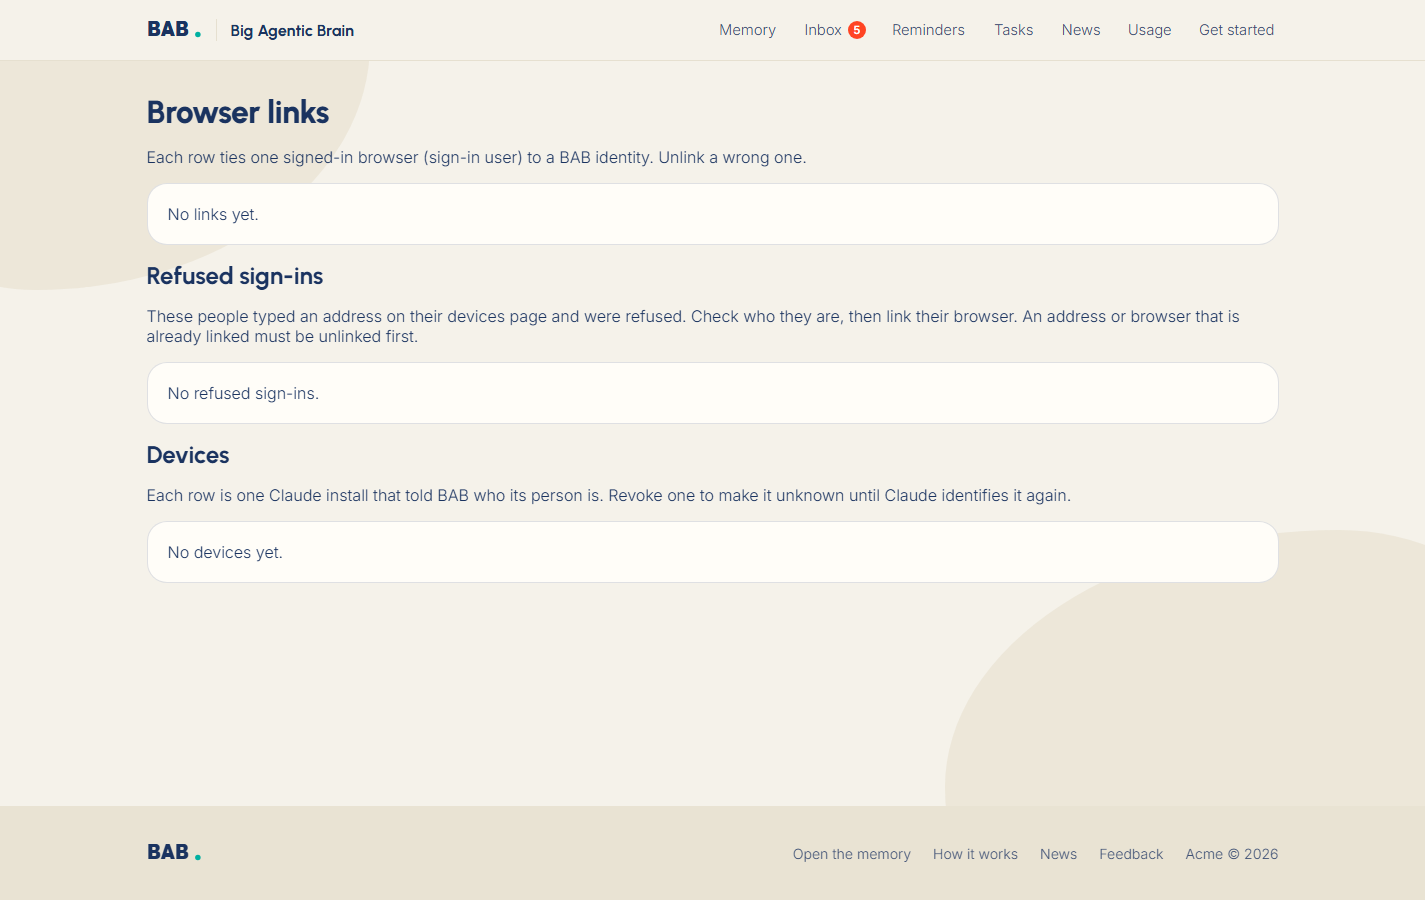 BAB. Big Agentic Brain Memory Inbox 5 Reminders Tasks News Usage Get started
Browser links
Each row ties one signed-in browser (sign-in user) to a BAB identity. Unlink a wrong one.
No links yet.
Refused sign-ins
These people typed an address on their devices page and were refused. Check who they are, then link their browser. An address or browser that is
already linked must be unlinked first.
No refused sign-ins.
Devices
Each row is one Claude install that told BAB who its person is. Revoke one to make it unknown until Claude identifies it again.
No devices yet.
BAB. Open the memory How it works News Feedback Acme © 2026